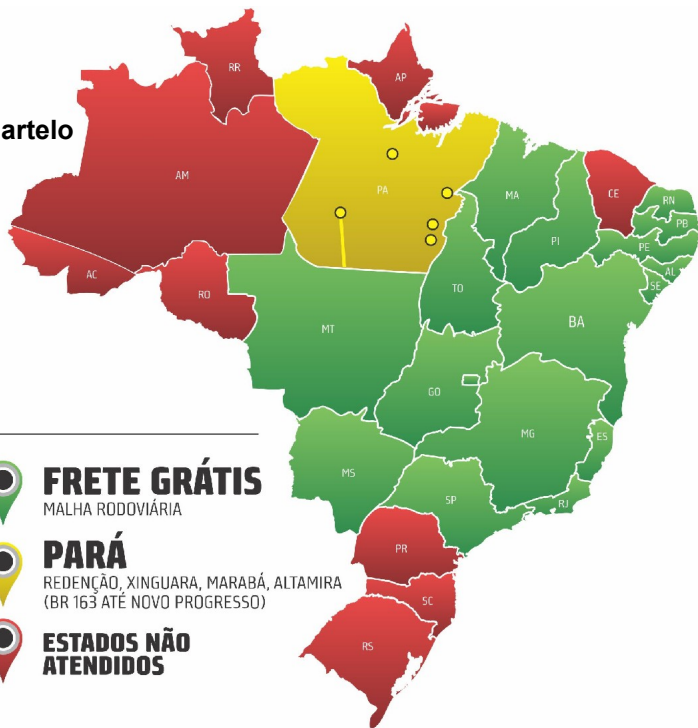 artelo
RR
AP
AM
PA
MA
CE
RN
PB
PI
PE
AL
SE
AC
RO
TO
MT
BA
GO
MG
ES
MS
SP
RJ
PR
SC
RS
FRETE GRÁTIS
MALHA RODOVIÁRIA
PARÁ
REDENÇÃO, XINGUARA, MARABÁ, ALTAMIRA
(BR 163 ATÉ NOVO PROGRESSO)
ESTADOS NÃO
ATENDIDOS